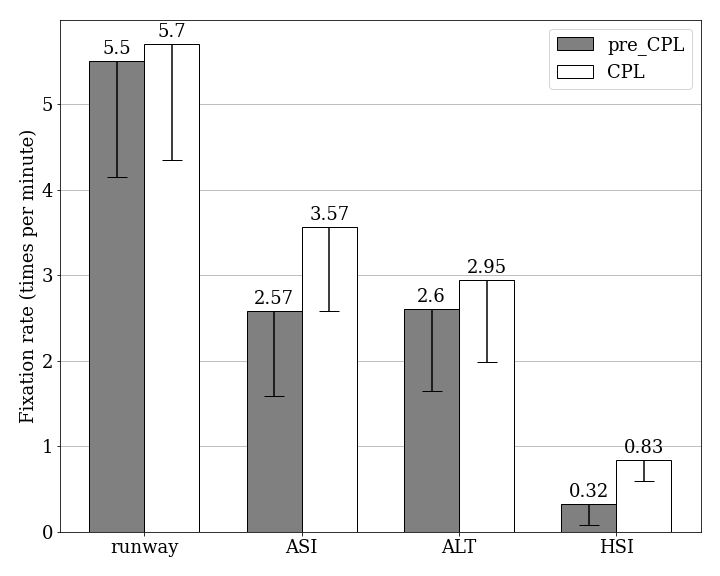 5.5
5.7
2.57
3.57
2.6
2.95
0.32
0.83
pre_CPL
CPL
Fixation rate (times per minute)
5
4
3
2
1
0
runway
ASI
ALT
HSI